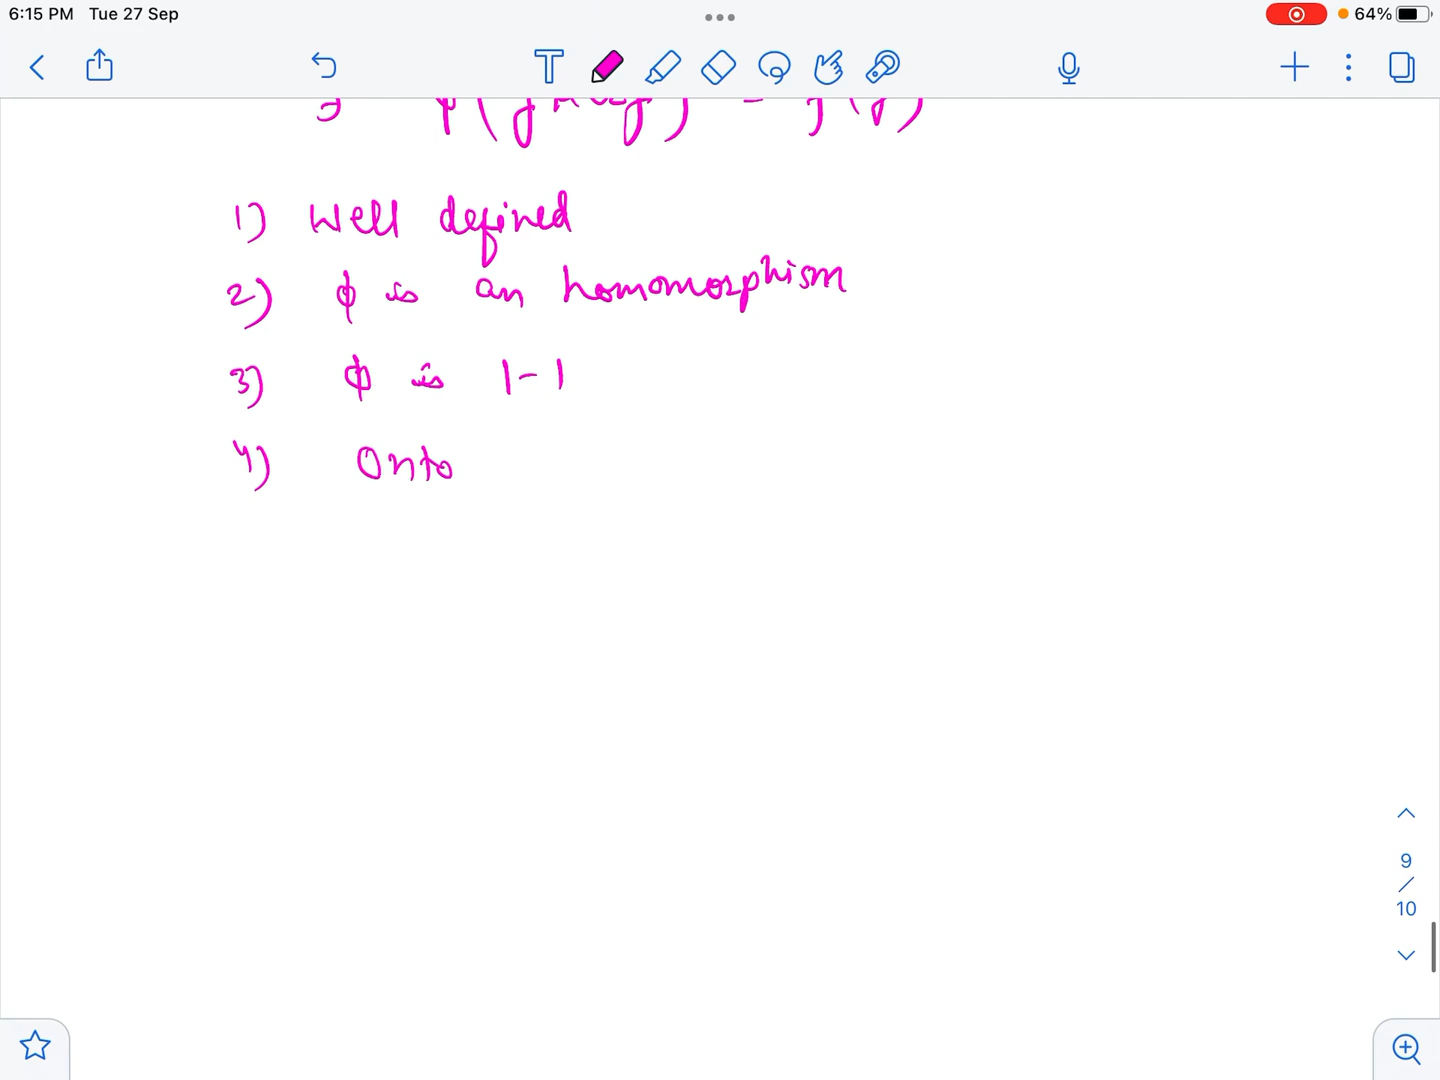 6:15 PM Tue 27 Sep
64%
1) Well defined
2) ϕ is an homomorphism
3) ϕ is 1-1
4) Onto
9
/
10